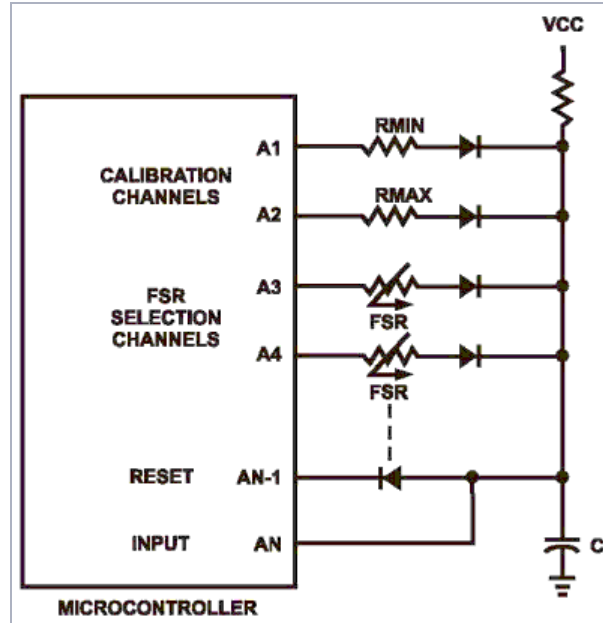 VCC
RMIN
A1
CALIBRATION
CHANNELS
RMAX
A2
A3
FSR
FSR
SELECTION
CHANNELS
A4
FSR
RESET
AN-1
INPUT
AN
C
MICROCONTROLLER